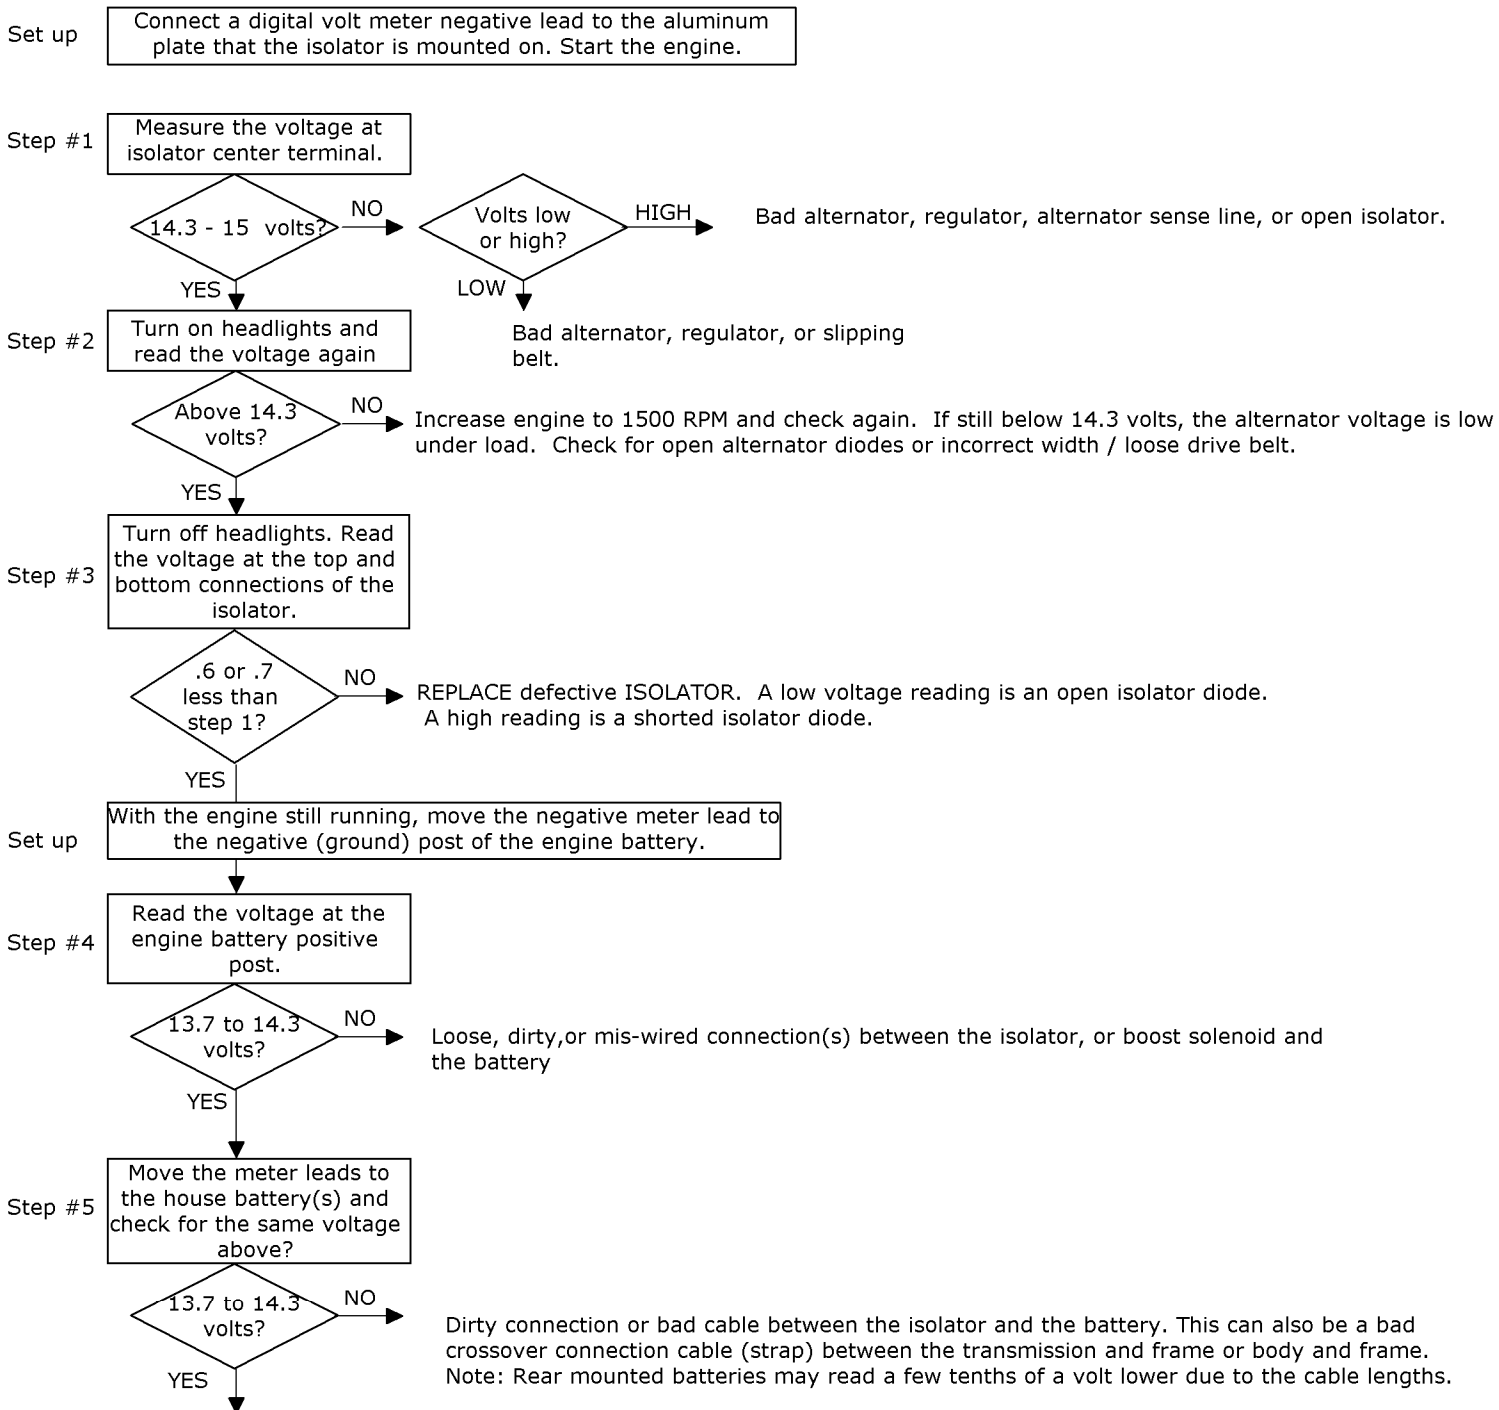 Set up
Connect a digital volt meter negative lead to the aluminum
plate that the isolator is mounted on. Start the engine.
Step #1
Measure the voltage at
isolator center terminal.
14.3 - 15 volts?
NO
Volts low
or high?
HIGH
Bad alternator, regulator, alternator sense line, or open isolator.
YES
LOW
Bad alternator, regulator, or slipping
belt.
Step #2
Turn on headlights and
read the voltage again
Above 14.3
volts?
NO
Increase engine to 1500 RPM and check again. If still below 14.3 volts, the alternator voltage is low
under load. Check for open alternator diodes or incorrect width / loose drive belt.
YES
Step #3
Turn off headlights. Read
the voltage at the top and
bottom connections of the
isolator.
.6 or .7
less than
step 1?
NO
REPLACE defective ISOLATOR. A low voltage reading is an open isolator diode.
A high reading is a shorted isolator diode.
YES
Set up
With the engine still running, move the negative meter lead to
the negative (ground) post of the engine battery.
Step #4
Read the voltage at the
engine battery positive
post.
13.7 to 14.3
volts?
NO
Loose, dirty,or mis-wired connection(s) between the isolator, or boost solenoid and
the battery
YES
Step #5
Move the meter leads to
the house battery(s) and
check for the same voltage
above?
13.7 to 14.3
volts?
NO
Dirty connection or bad cable between the isolator and the battery. This can also be a bad
crossover connection cable (strap) between the transmission and frame or body and frame.
Note: Rear mounted batteries may read a few tenths of a volt lower due to the cable lengths.
YES